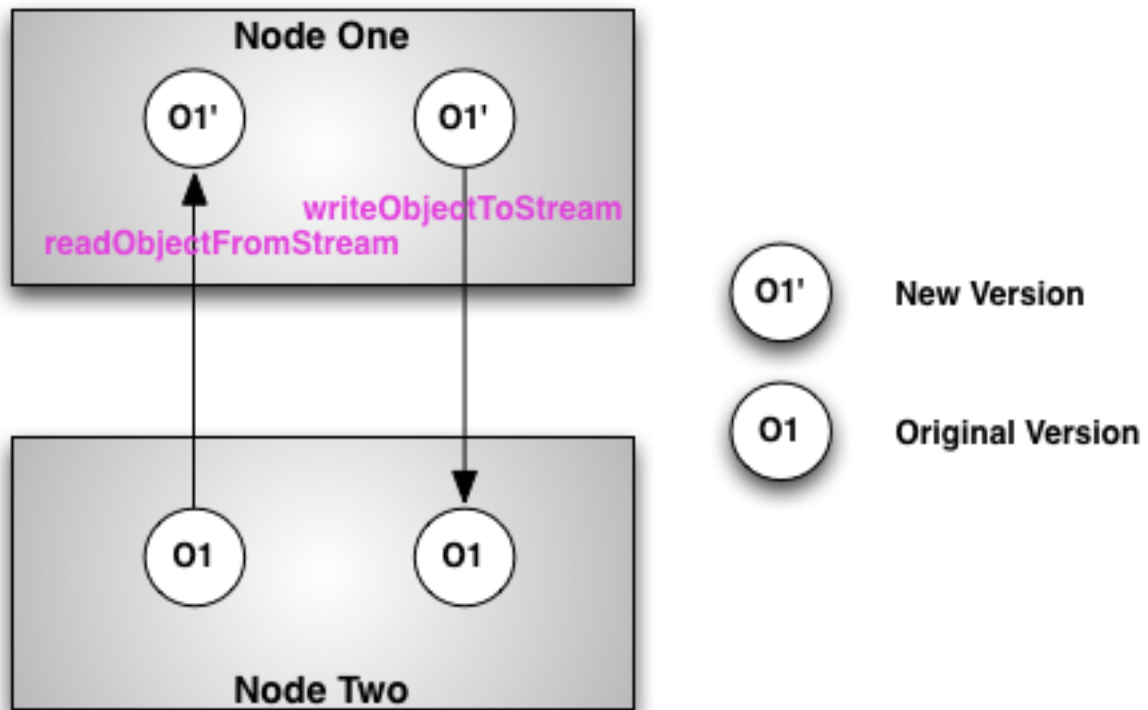 Node One
O1'
O1'
writeObjectToStream
readObjectFromStream
O1'
New Version
O1
Original Version
O1
O1
Node Two